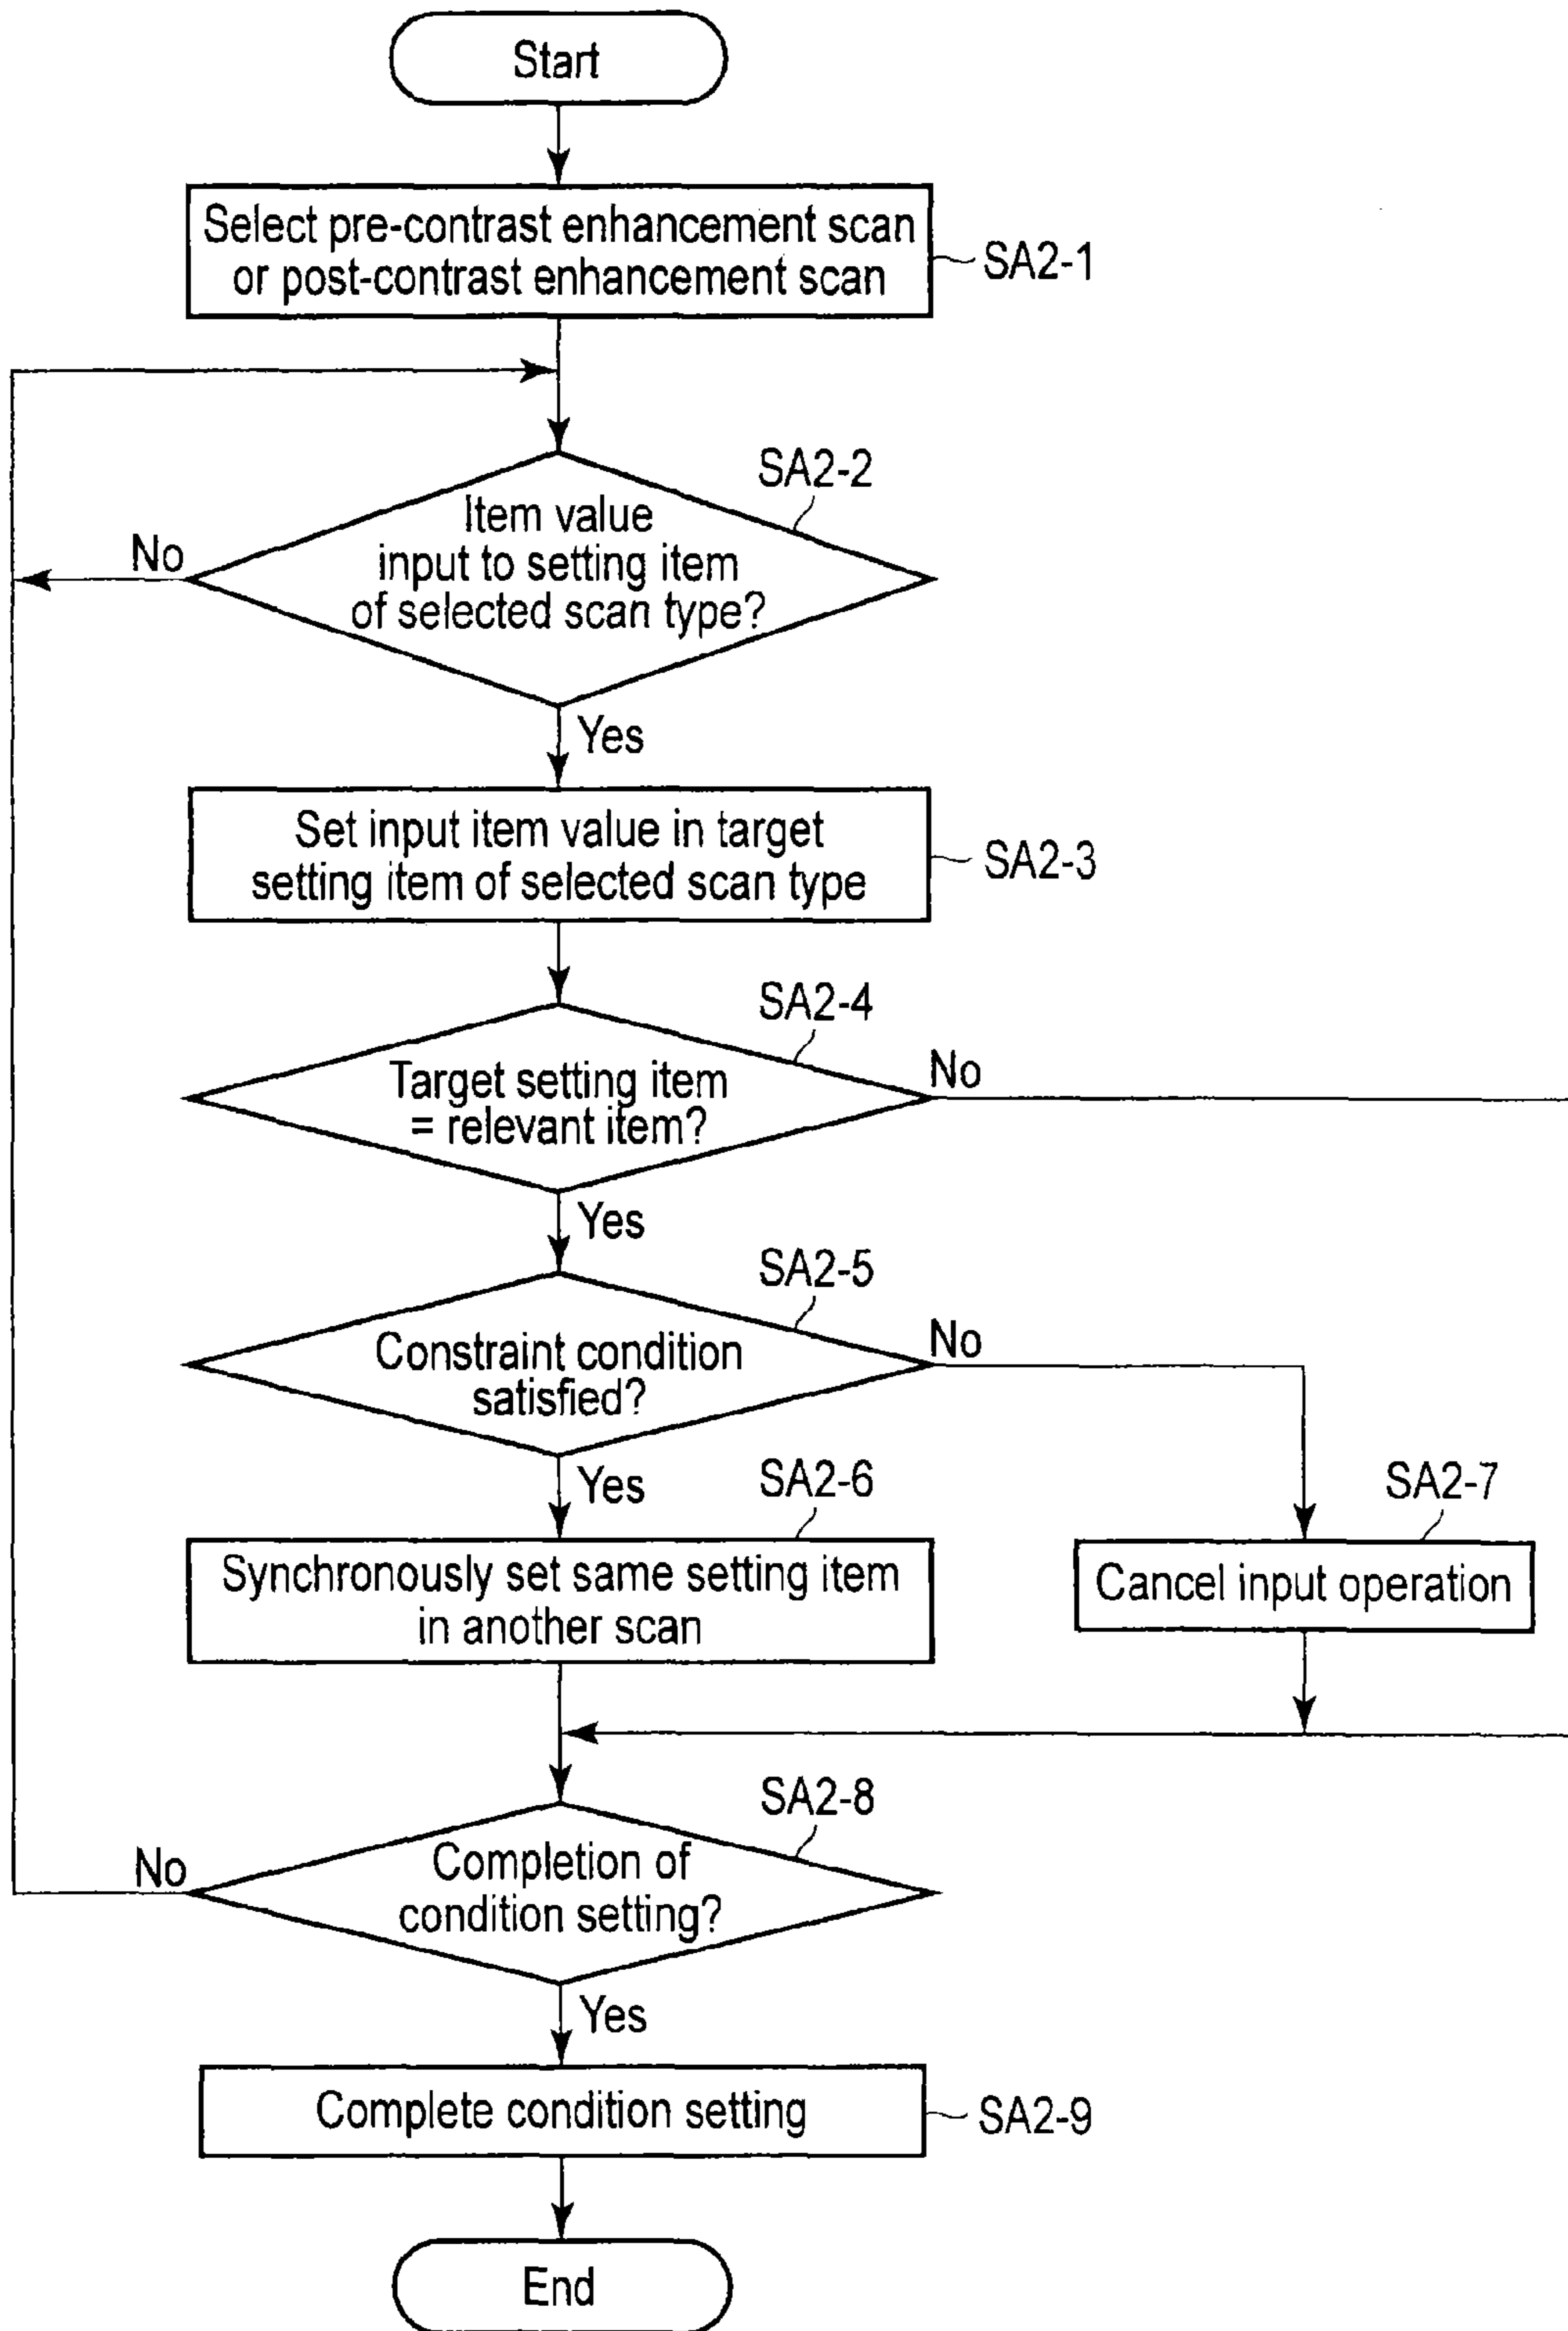 Start
Select pre-contrast enhancement scan
or post-contrast enhancement scan
SA2-1
SA2-2
Item value
input to setting item
of selected scan type?
No
Yes
Set input item value in target
setting item of selected scan type
SA2-3
SA2-4
Target setting item
= relevant item?
No
Yes
SA2-5
Constraint condition
satisfied?
No
Yes
SA2-6
Synchronously set same setting item
in another scan
SA2-7
Cancel input operation
SA2-8
Completion of
condition setting?
No
Yes
Complete condition setting
SA2-9
End